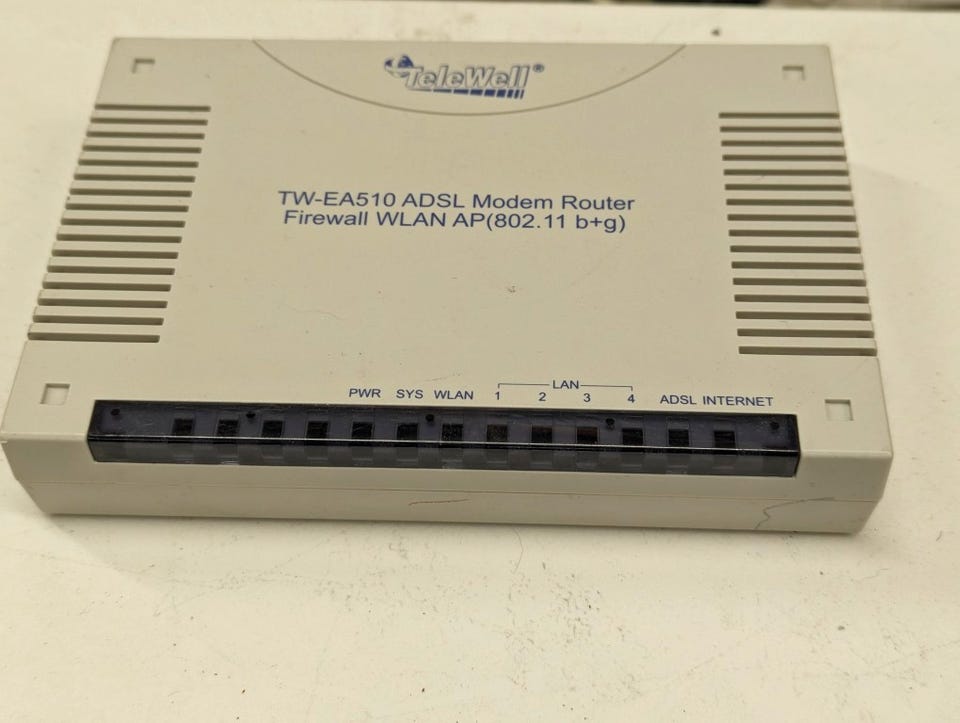 TeleWell®
TW-EA510 ADSL Modem Router
Firewall WLAN AP(802.11 b+g)
LAN
PWR SYS WLAN 1 2 3 4 ADSL INTERNET